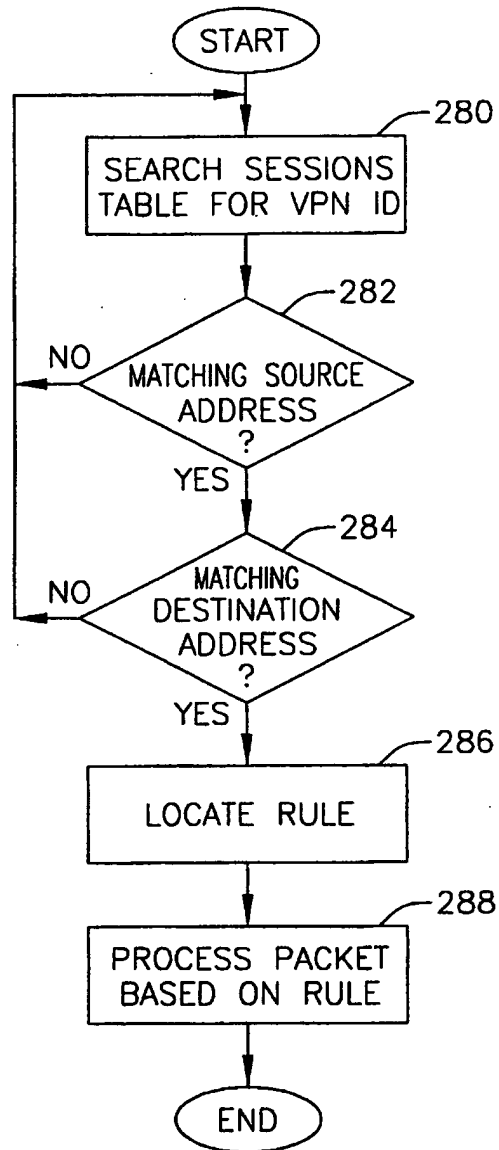 START
280
SEARCH SESSIONS
TABLE FOR VPN ID
282
NO
MATCHING SOURCE
ADDRESS
?
YES
284
NO
MATCHING
DESTINATION
ADDRESS
?
YES
286
LOCATE RULE
288
PROCESS PACKET
BASED ON RULE
END